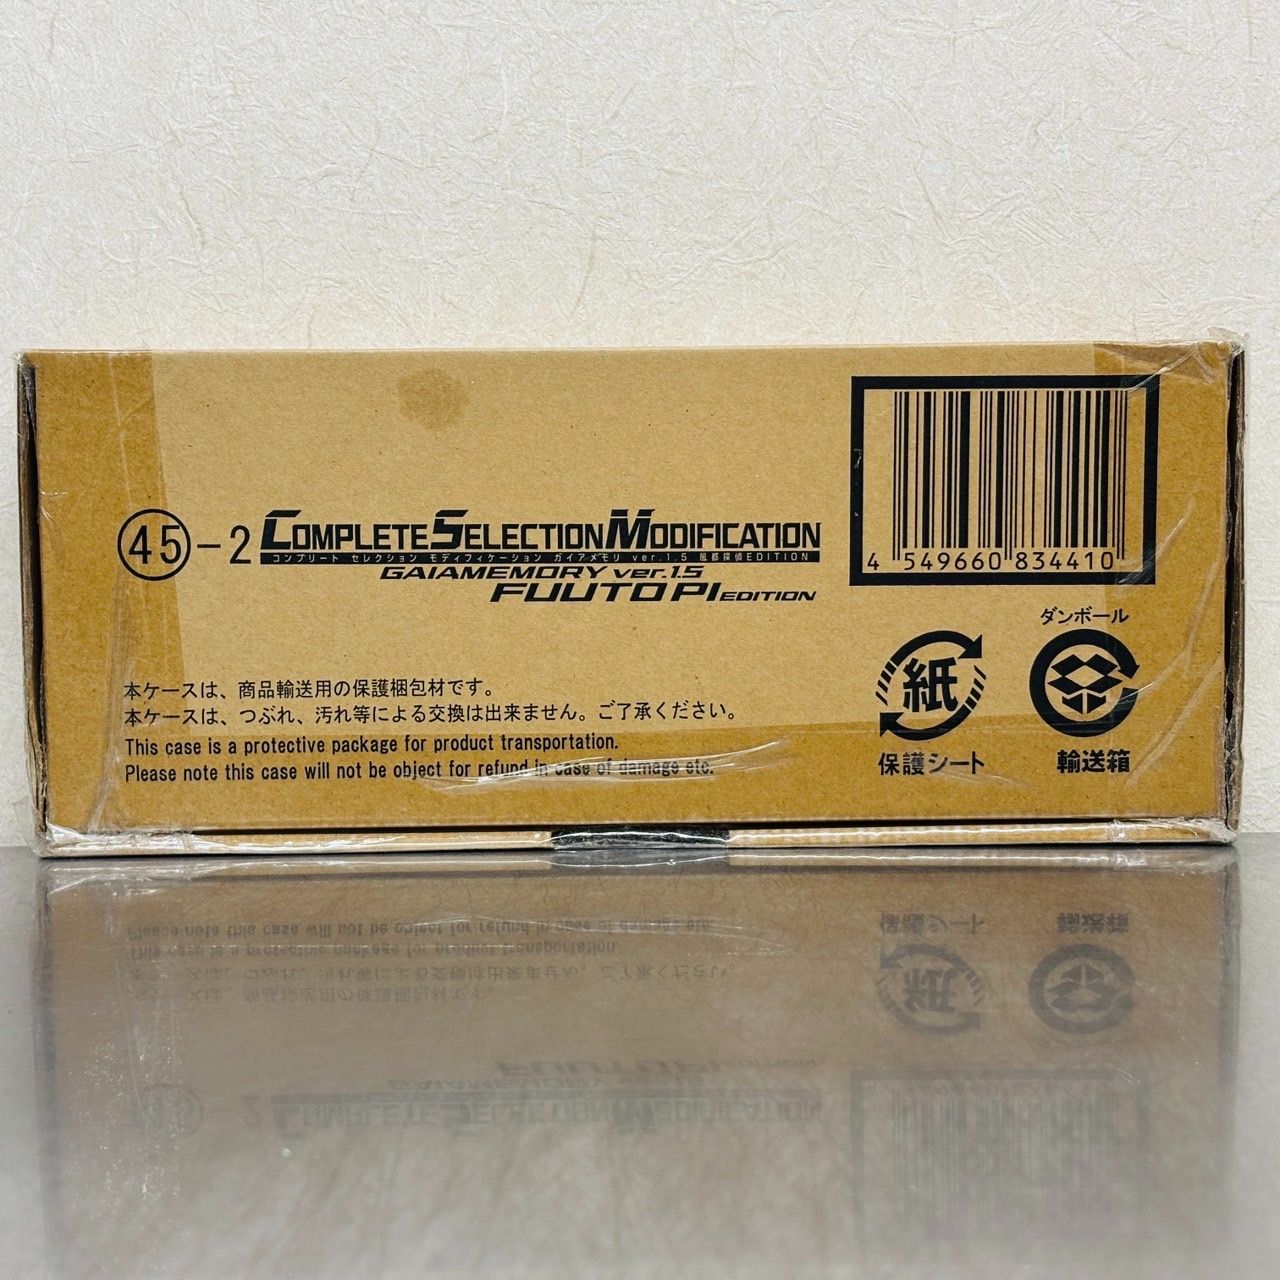 ㊺-2 COMPLETE SELECTION MODIFICATION
コンプリート セレクション モディフィケーション ガイアメモリ ver.1.5 風都探偵EDITION
GAIAMEMORY ver.1.5
FUUTO PI EDITION
4 549660 834410
本ケースは、商品輸送用の保護梱包材です。
本ケースは、つぶれ、汚れ等による交換は出来ません。ご了承ください。
This case is a protective package for product transportation.
Please note this case will not be object for refund in case of damage etc.
紙
保護シート
ダンボール
輸送箱